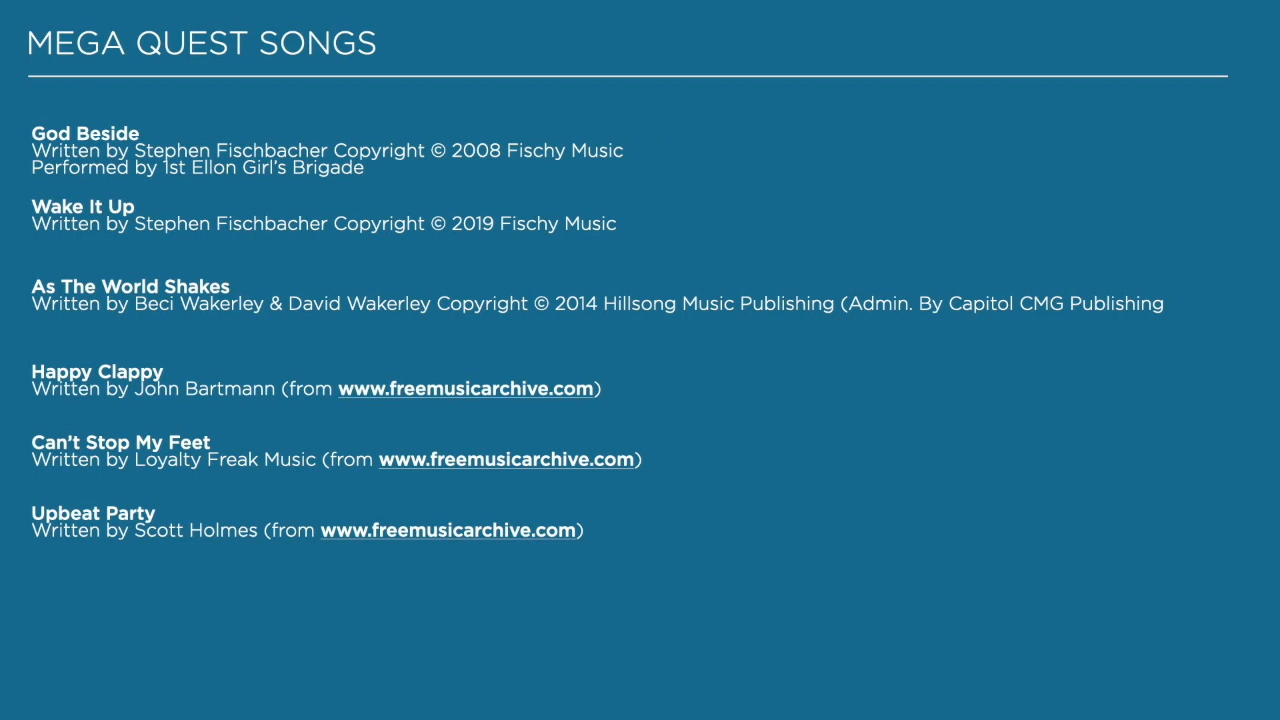 MEGA QUEST SONGS
God Beside
Written by Stephen Fischbacher Copyright © 2008 Fischy Music
Performed by 1st Ellon Girl’s Brigade
Wake It Up
Written by Stephen Fischbacher Copyright © 2019 Fischy Music
As The World Shakes
Written by Beci Wakerley & David Wakerley Copyright © 2014 Hillsong Music Publishing (Admin. By Capitol CMG Publishing
Happy Clappy
Written by John Bartmann (from www.freemusicarchive.com)
Can’t Stop My Feet
Written by Loyalty Freak Music (from www.freemusicarchive.com)
Upbeat Party
Written by Scott Holmes (from www.freemusicarchive.com)